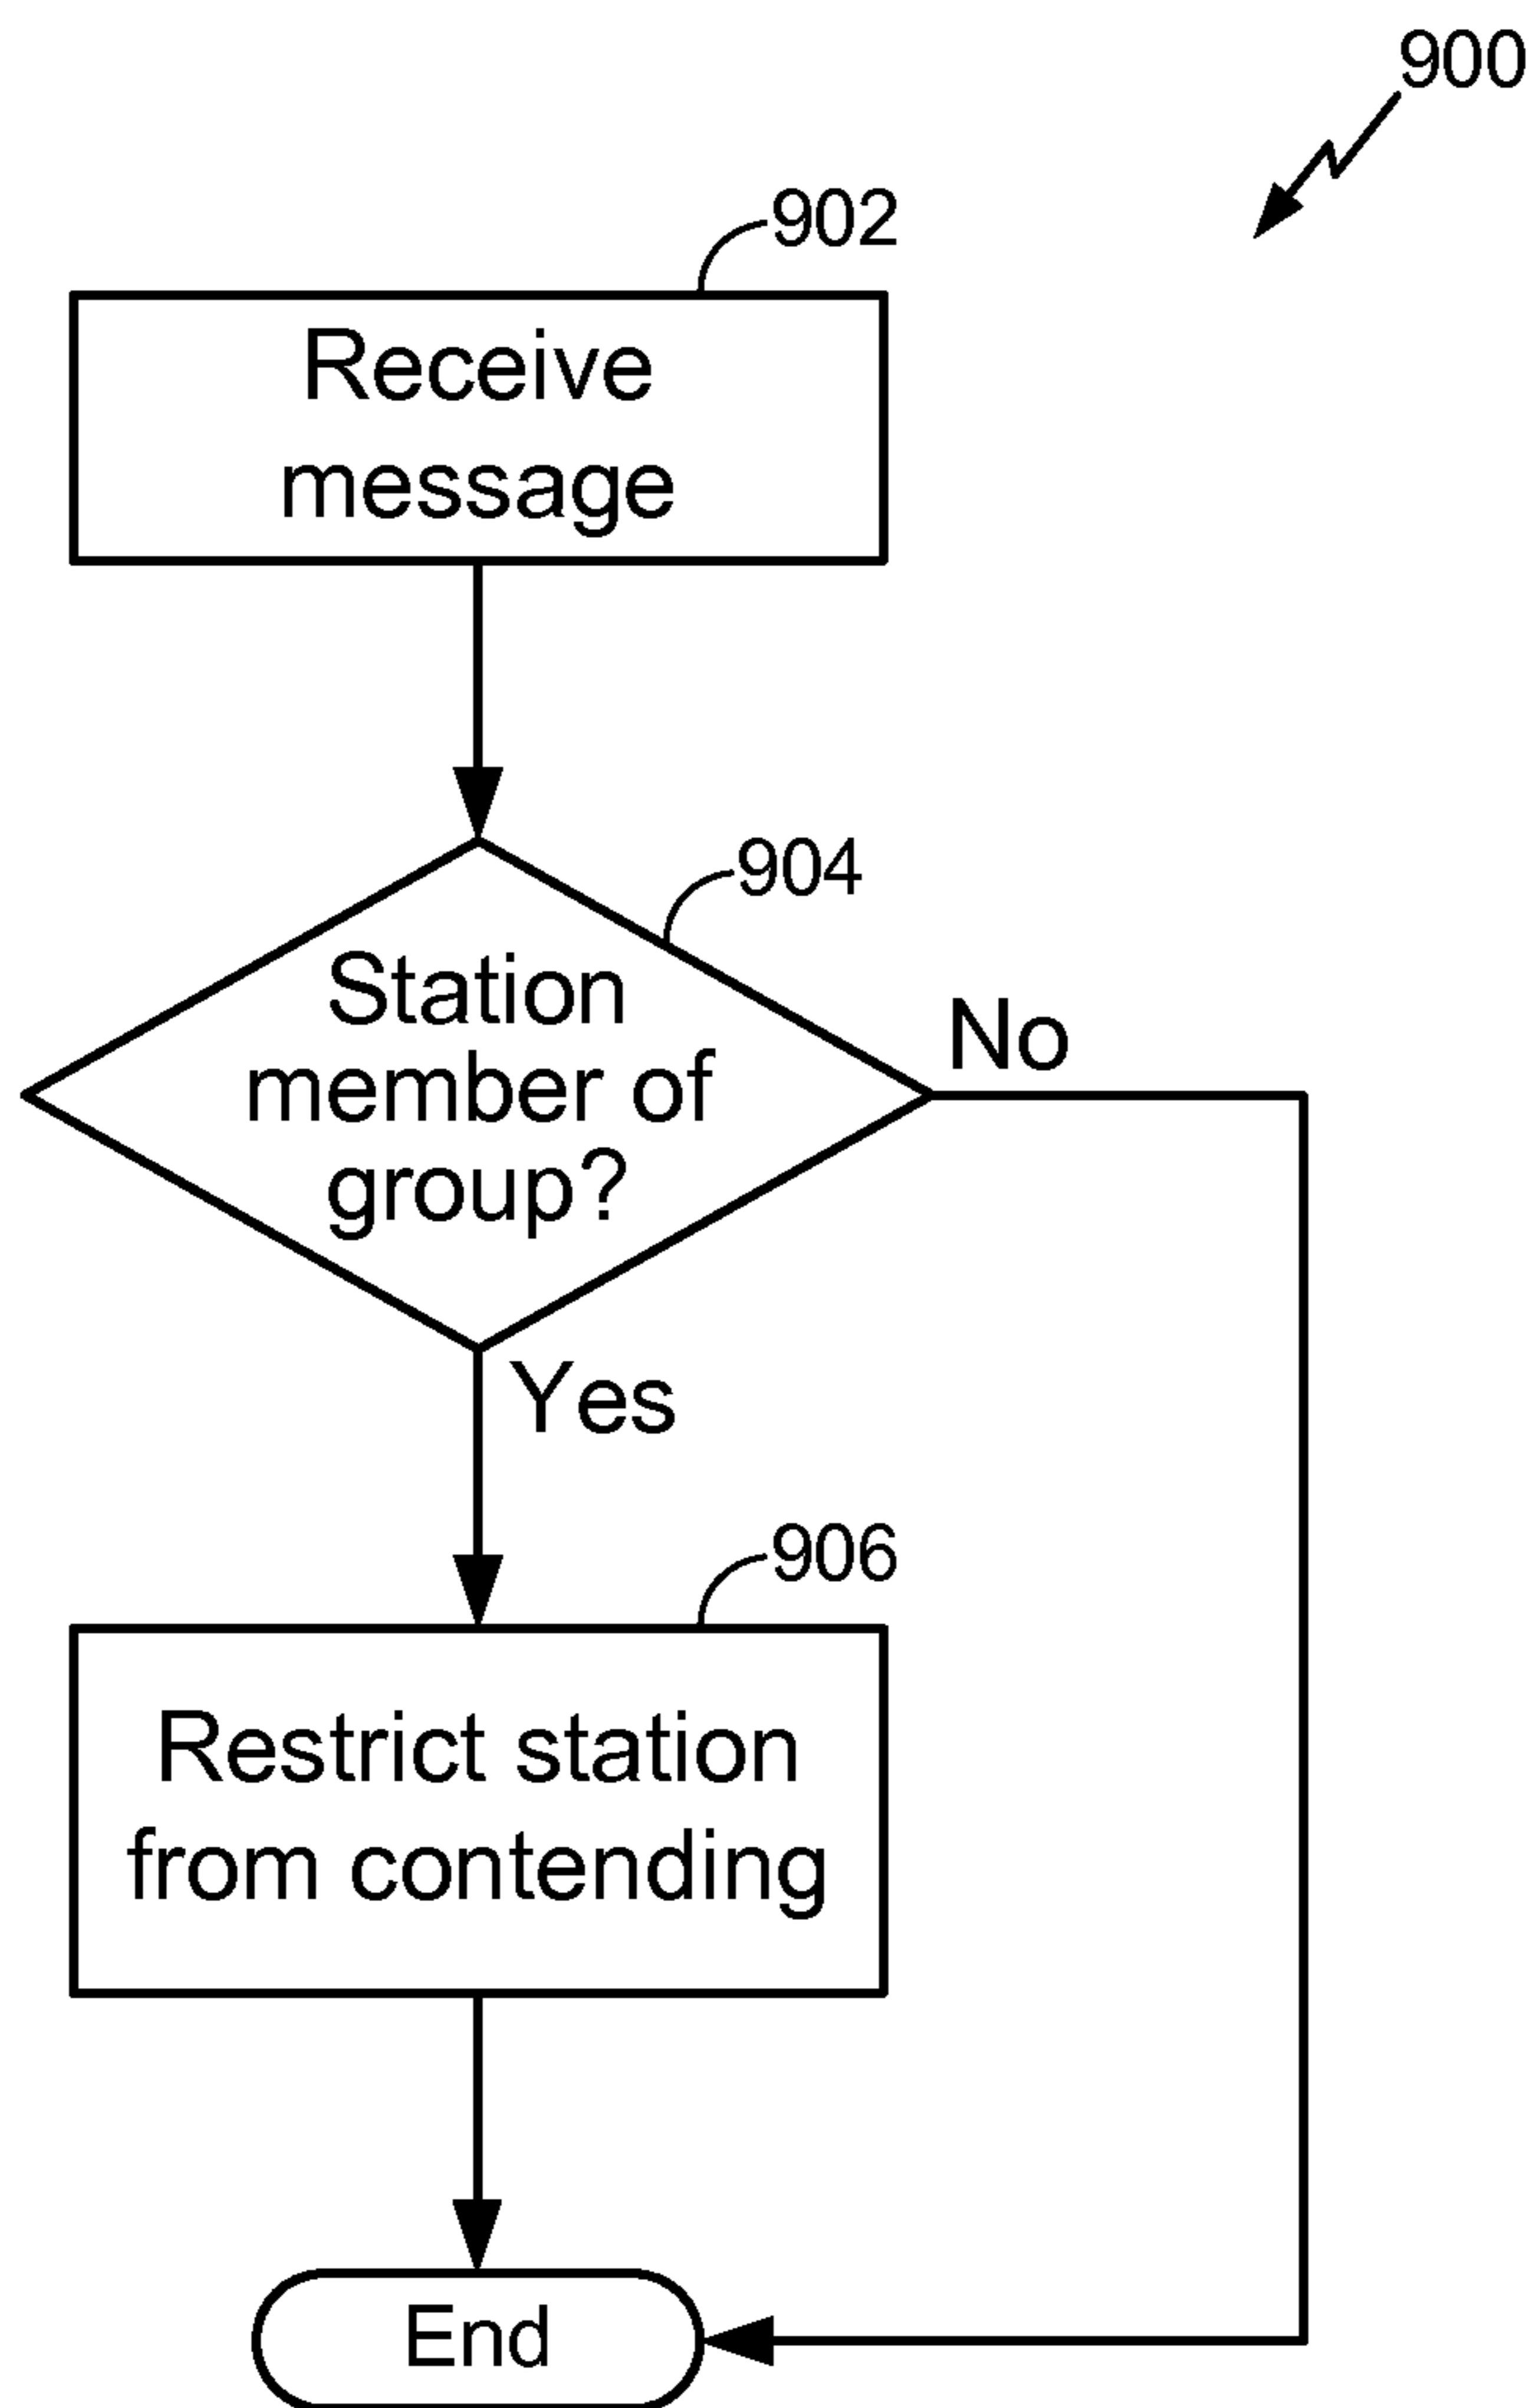 900
902
Receive
message
904
Station
member of
group?
No
Yes
906
Restrict station
from contending
End